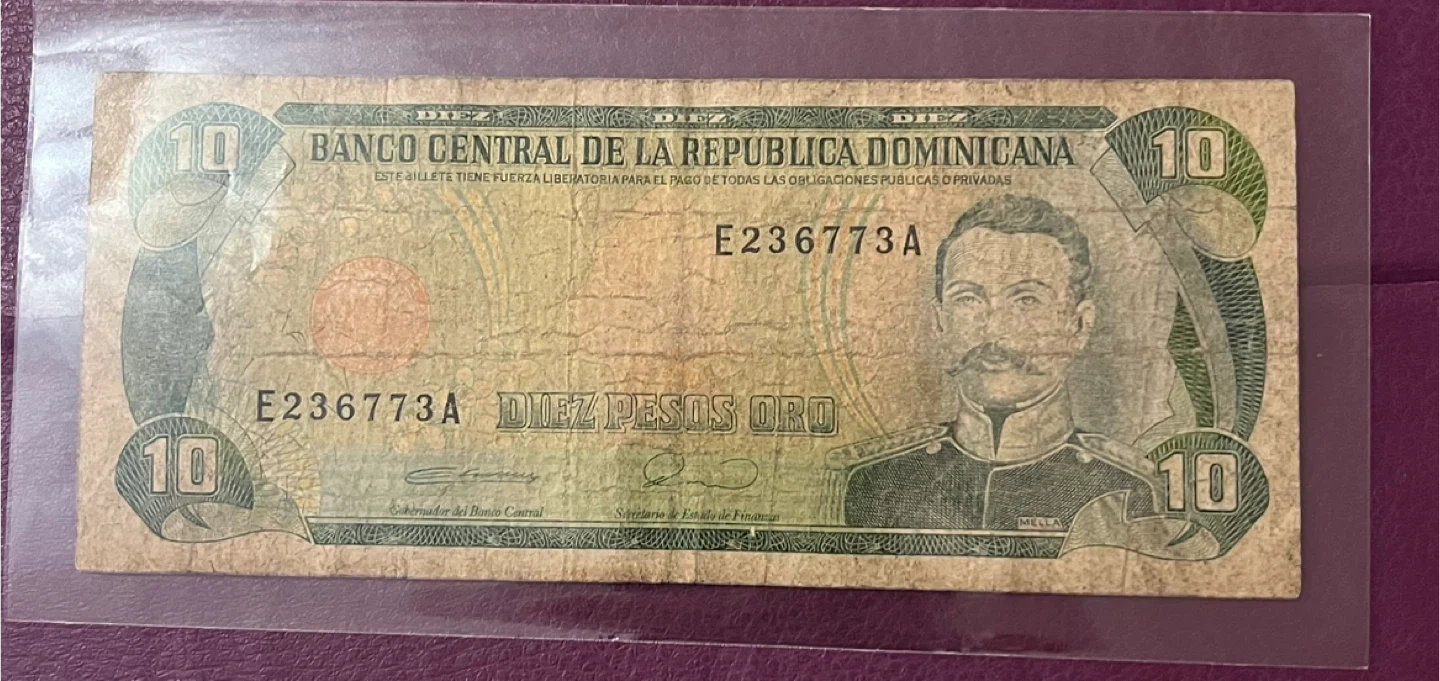 DIEZ DIEZ DIEZ
10 10
BANCO CENTRAL DE LA REPUBLICA DOMINICANA
ESTE BILLETE TIENE FUERZA LIBERATORIA PARA EL PAGO DE TODAS LAS OBLIGACIONES PUBLICAS O PRIVADAS
E236773A
E236773A
DIEZ PESOS ORO
10 10
Gobernador del Banco Central Secretario de Estado de Finanzas
MELLA